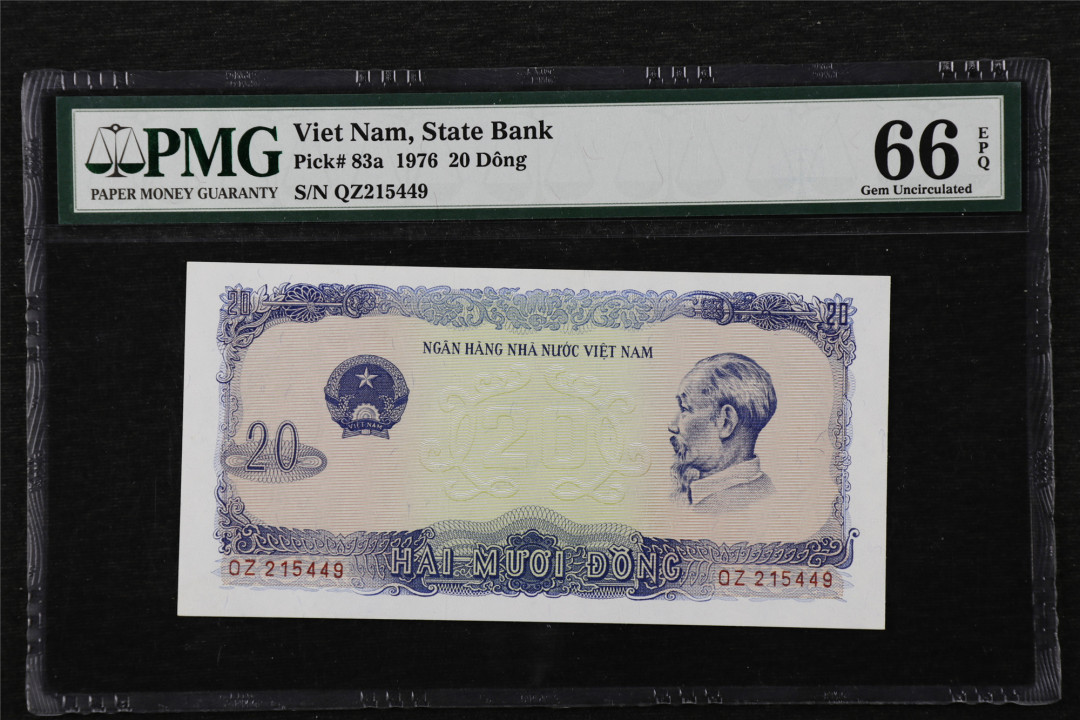 PMG
PAPER MONEY GUARANTY
Viet Nam, State Bank
Pick# 83a 1976 20 Dông
S/N QZ215449
66
EPQ
Gem Uncirculated
20
20
NGÂN HÀNG NHÀ NƯỚC VIỆT NAM
VIỆT NAM
20
20
HAI MƯƠI ĐỒNG
QZ 215449
QZ 215449